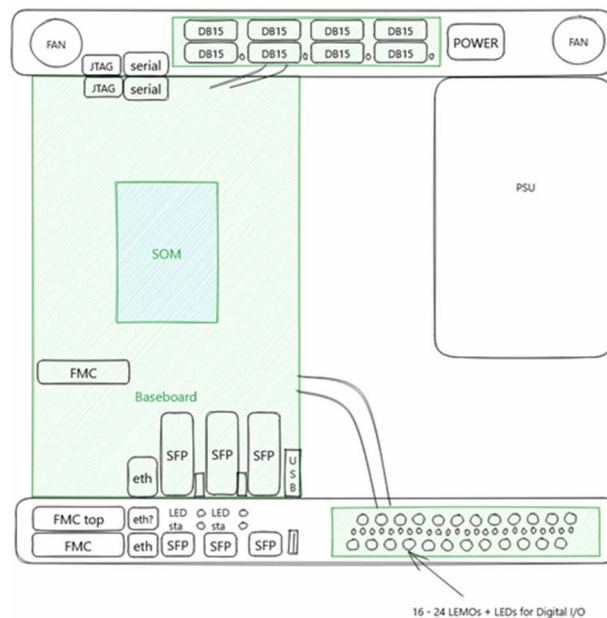 DB15 DB15 DB15 DB15
FAN POWER FAN
DB15 DB15 DB15 DB15
JTAG serial
JTAG serial
PSU
SOM
FMC
Baseboard
SFP SFP SFP
eth
USB
FMC top eth? LED LED
sta sta
FMC eth SFP SFP SFP
16 - 24 LEMOs + LEDs for Digital I/O